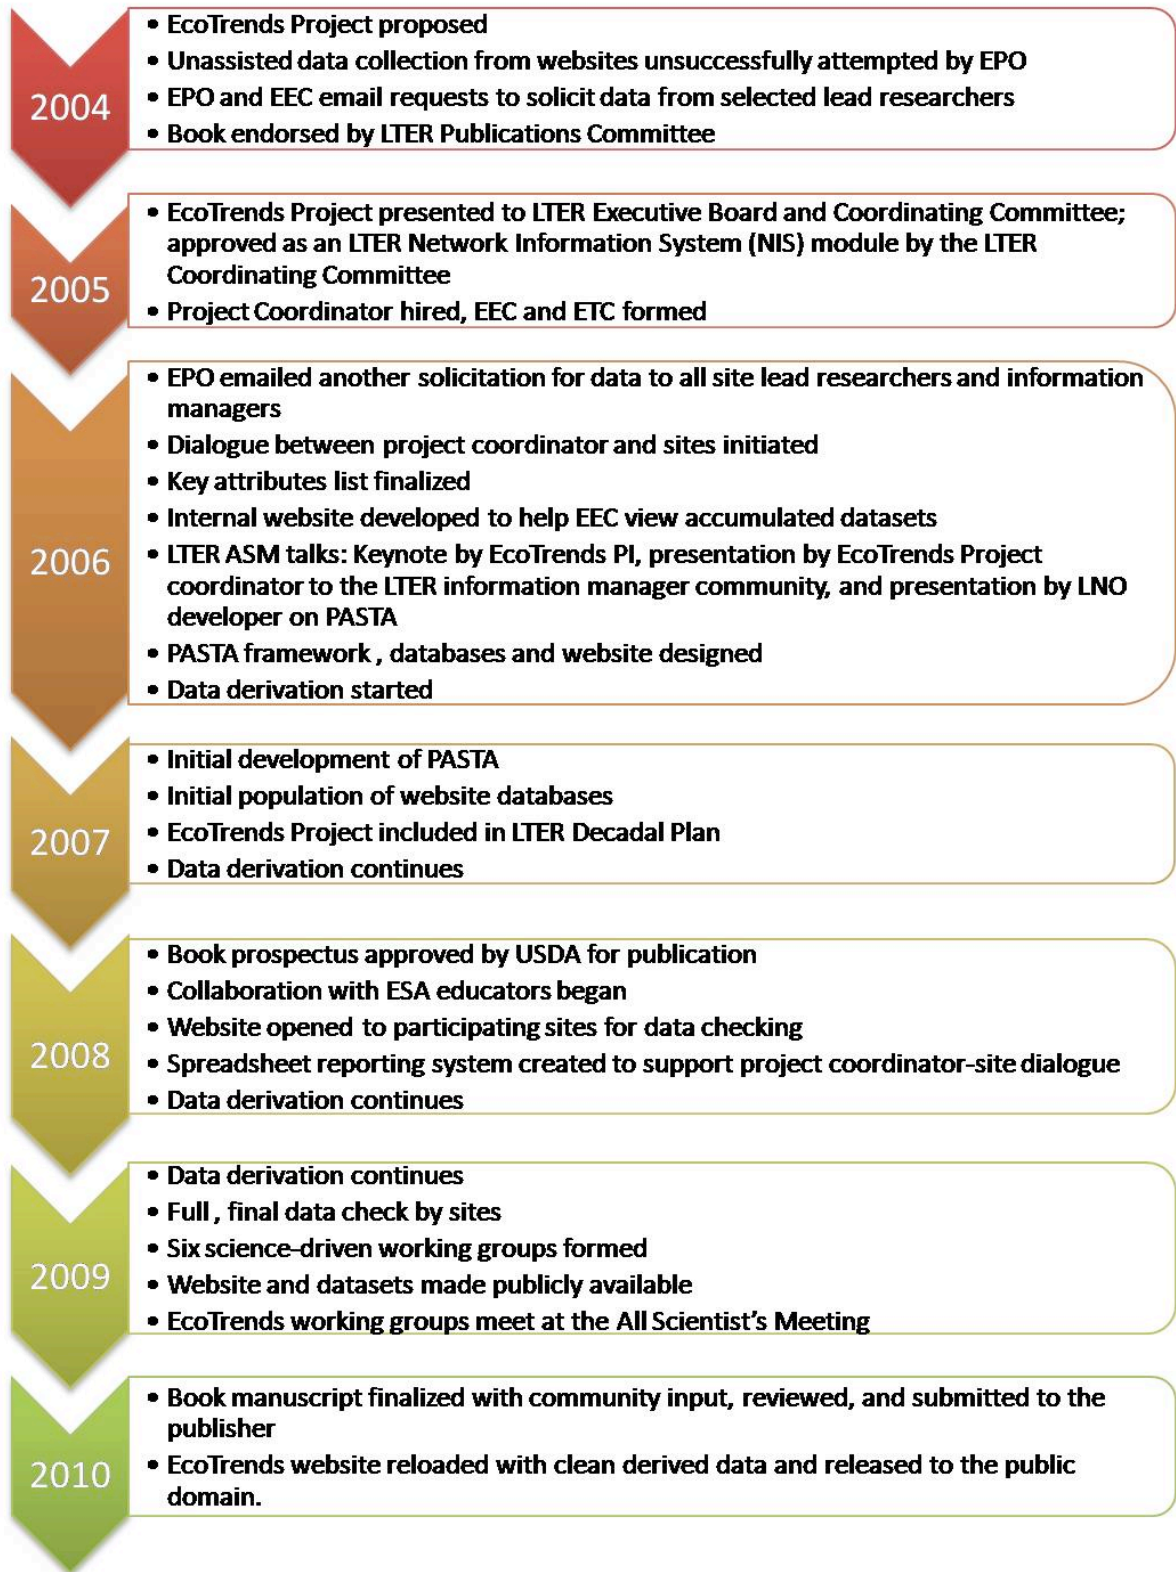 2004
• EcoTrends Project proposed
• Unassisted data collection from websites unsuccessfully attempted by EPO
• EPO and EEC email requests to solicit data from selected lead researchers
• Book endorsed by LTER Publications Committee
2005
• EcoTrends Project presented to LTER Executive Board and Coordinating Committee;
approved as an LTER Network Information System (NIS) module by the LTER
Coordinating Committee
• Project Coordinator hired, EEC and ETC formed
2006
• EPO emailed another solicitation for data to all site lead researchers and information
managers
• Dialogue between project coordinator and sites initiated
• Key attributes list finalized
• Internal website developed to help EEC view accumulated datasets
• LTER ASM talks: Keynote by EcoTrends PI, presentation by EcoTrends Project
coordinator to the LTER information manager community, and presentation by LNO
developer on PASTA
• PASTA framework , databases and website designed
• Data derivation started
2007
• Initial development of PASTA
• Initial population of website databases
• EcoTrends Project included in LTER Decadal Plan
• Data derivation continues
2008
• Book prospectus approved by USDA for publication
• Collaboration with ESA educators began
• Website opened to participating sites for data checking
• Spreadsheet reporting system created to support project coordinator-site dialogue
• Data derivation continues
2009
• Data derivation continues
• Full , final data check by sites
• Six science-driven working groups formed
• Website and datasets made publicly available
• EcoTrends working groups meet at the All Scientist’s Meeting
2010
• Book manuscript finalized with community input, reviewed, and submitted to the
publisher
• EcoTrends website reloaded with clean derived data and released to the public
domain.